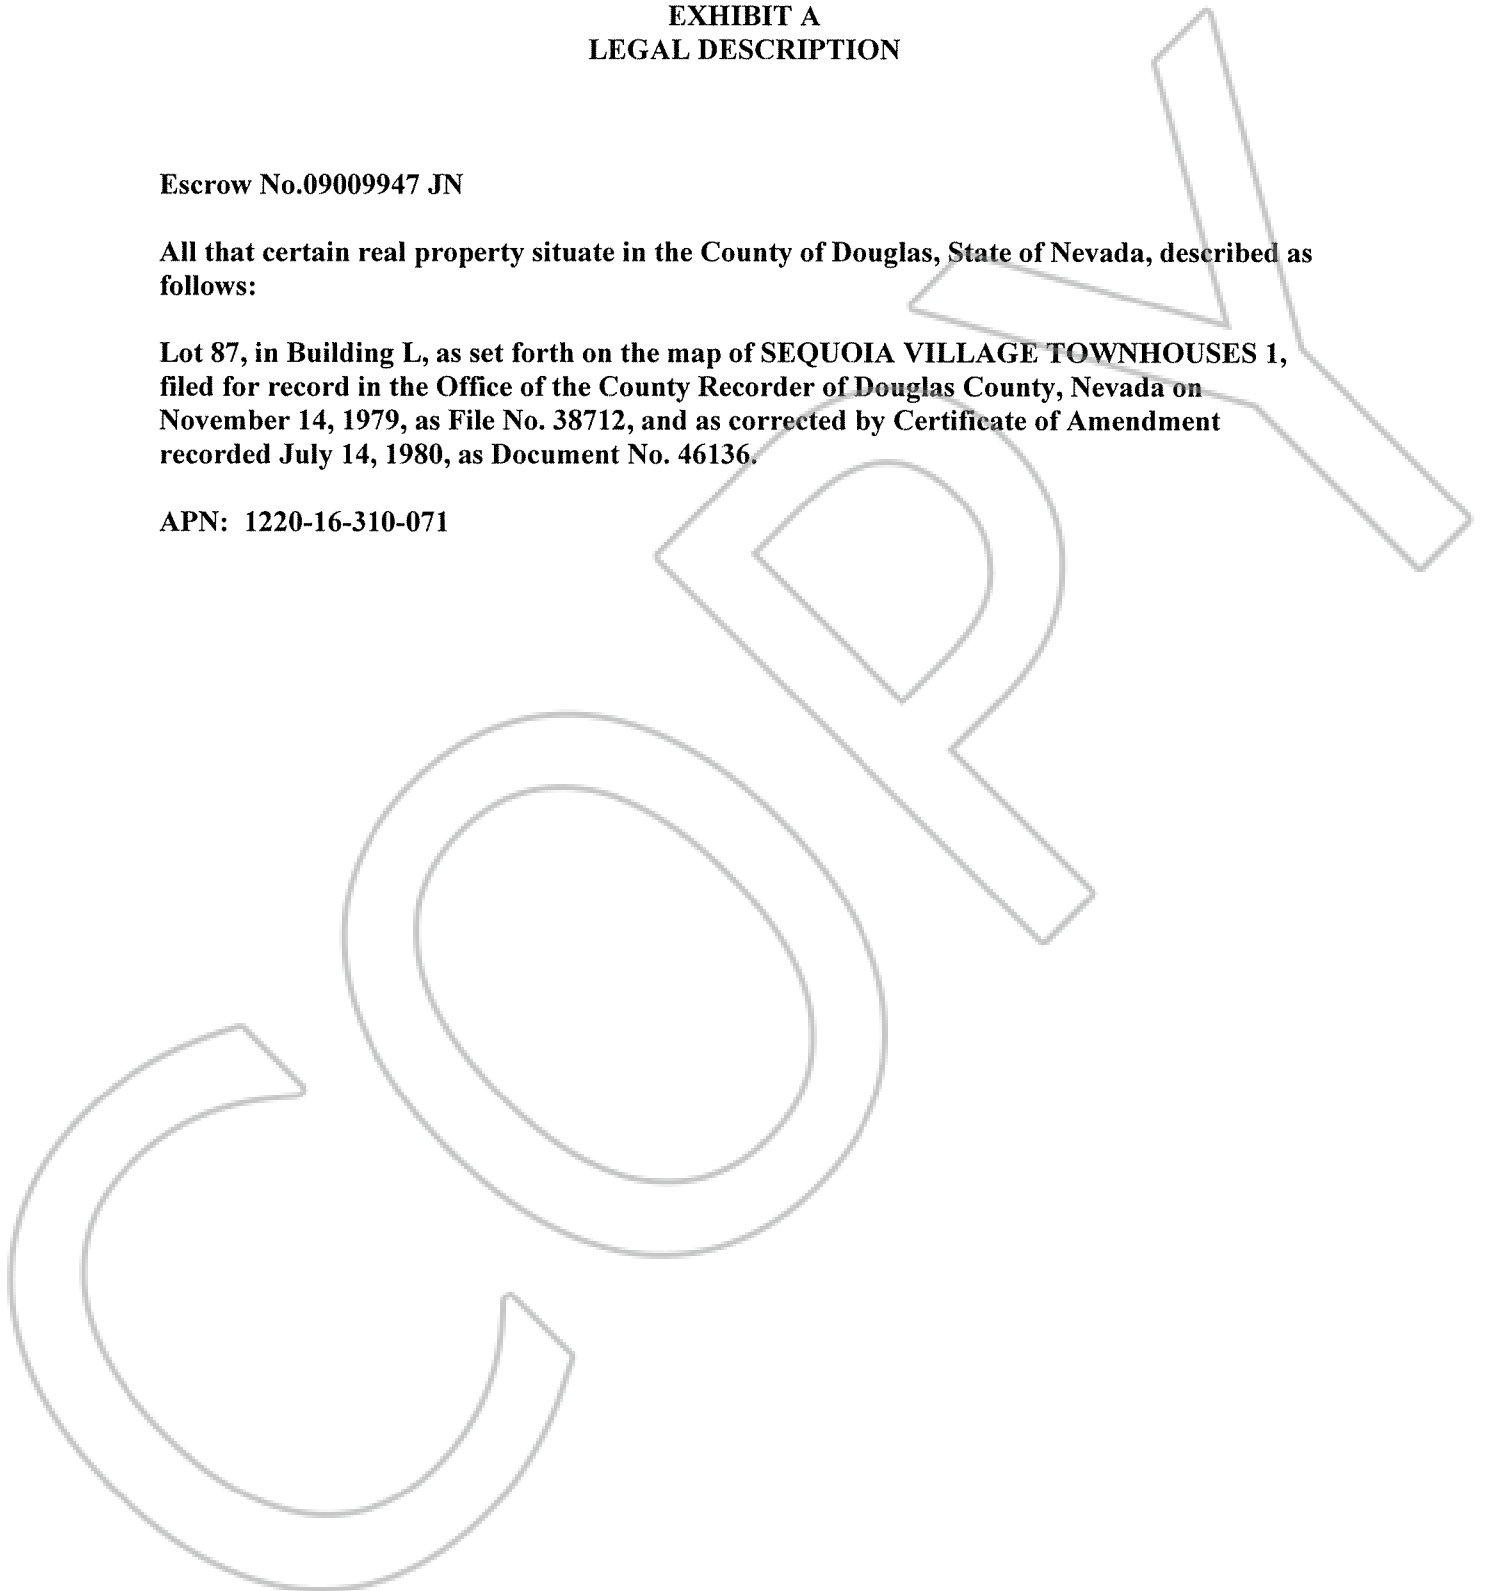 EXHIBIT A
LEGAL DESCRIPTION
Escrow No.09009947 JN
All that certain real property situate in the County of Douglas, State of Nevada, described as
follows:
Lot 87, in Building L, as set forth on the map of SEQUOIA VILLAGE TOWNHOUSES 1,
filed for record in the Office of the County Recorder of Douglas County, Nevada on
November 14, 1979, as File No. 38712, and as corrected by Certificate of Amendment
recorded July 14, 1980, as Document No. 46136.
APN:  1220-16-310-071
COPY